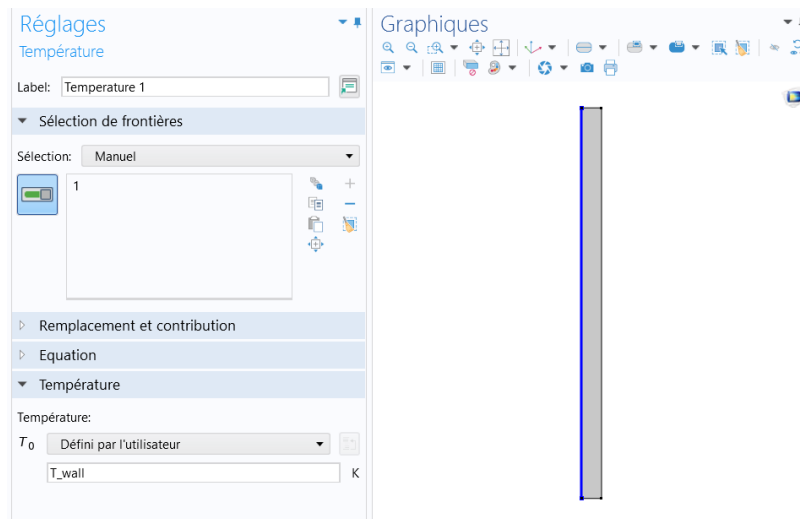 Réglages
Température
Label: Temperature 1
Sélection de frontières
Sélection: Manuel
1
Remplacement et contribution
Equation
Température
Température:
T0 Défini par l'utilisateur
T_wall K
Graphiques